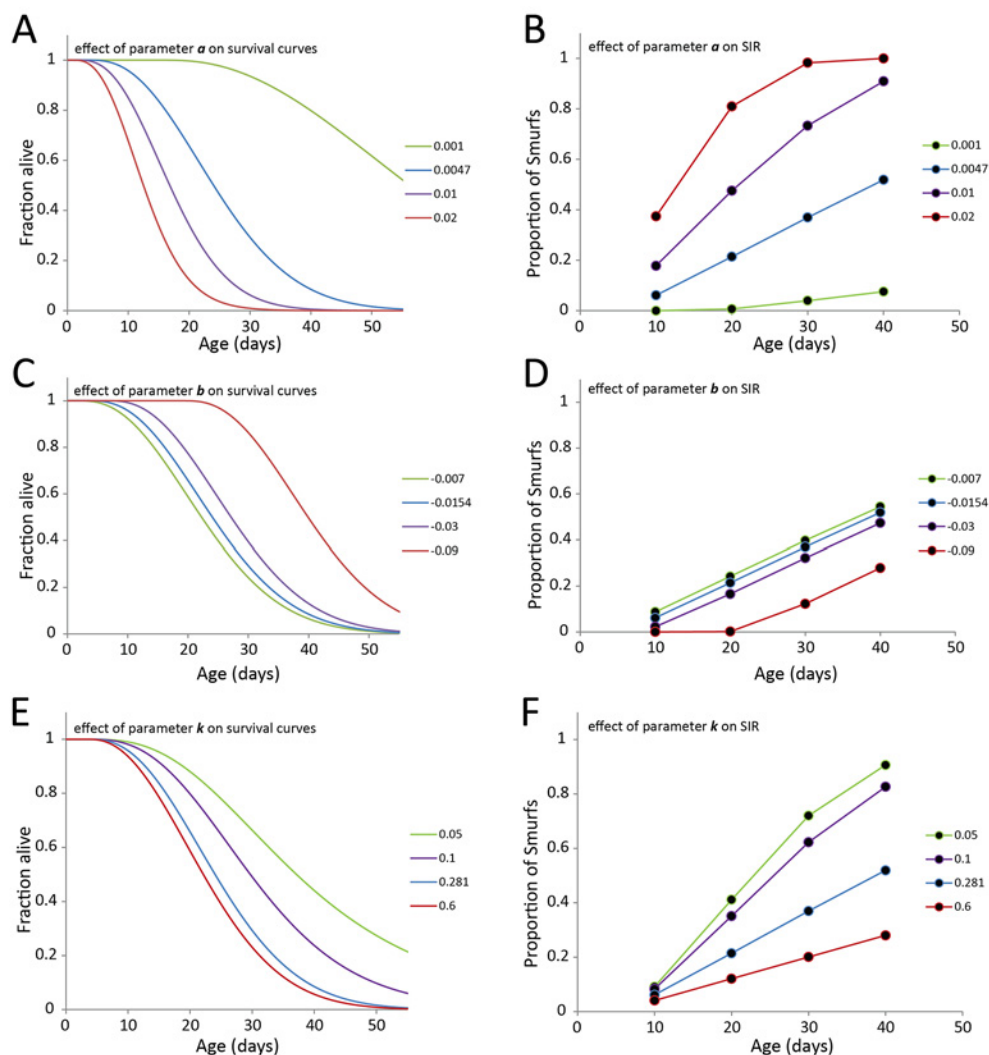 A
effect of parameter a on survival curves
1
0.8
0.6
0.4
0.2
0
Fraction alive
0 10 20 30 40 50
Age (days)
0.001
0.0047
0.01
0.02
B
effect of parameter a on SIR
1
0.8
0.6
0.4
0.2
0
Proportion of Smurfs
0 10 20 30 40 50
Age (days)
0.001
0.0047
0.01
0.02
C
effect of parameter b on survival curves
1
0.8
0.6
0.4
0.2
0
Fraction alive
0 10 20 30 40 50
Age (days)
-0.007
-0.0154
-0.03
-0.09
D
effect of parameter b on SIR
1
0.8
0.6
0.4
0.2
0
Proportion of Smurfs
0 10 20 30 40 50
Age (days)
-0.007
-0.0154
-0.03
-0.09
E
effect of parameter k on survival curves
1
0.8
0.6
0.4
0.2
0
Fraction alive
0 10 20 30 40 50
Age (days)
0.05
0.1
0.281
0.6
F
effect of parameter k on SIR
1
0.8
0.6
0.4
0.2
0
Proportion of Smurfs
0 10 20 30 40 50
Age (days)
0.05
0.1
0.281
0.6